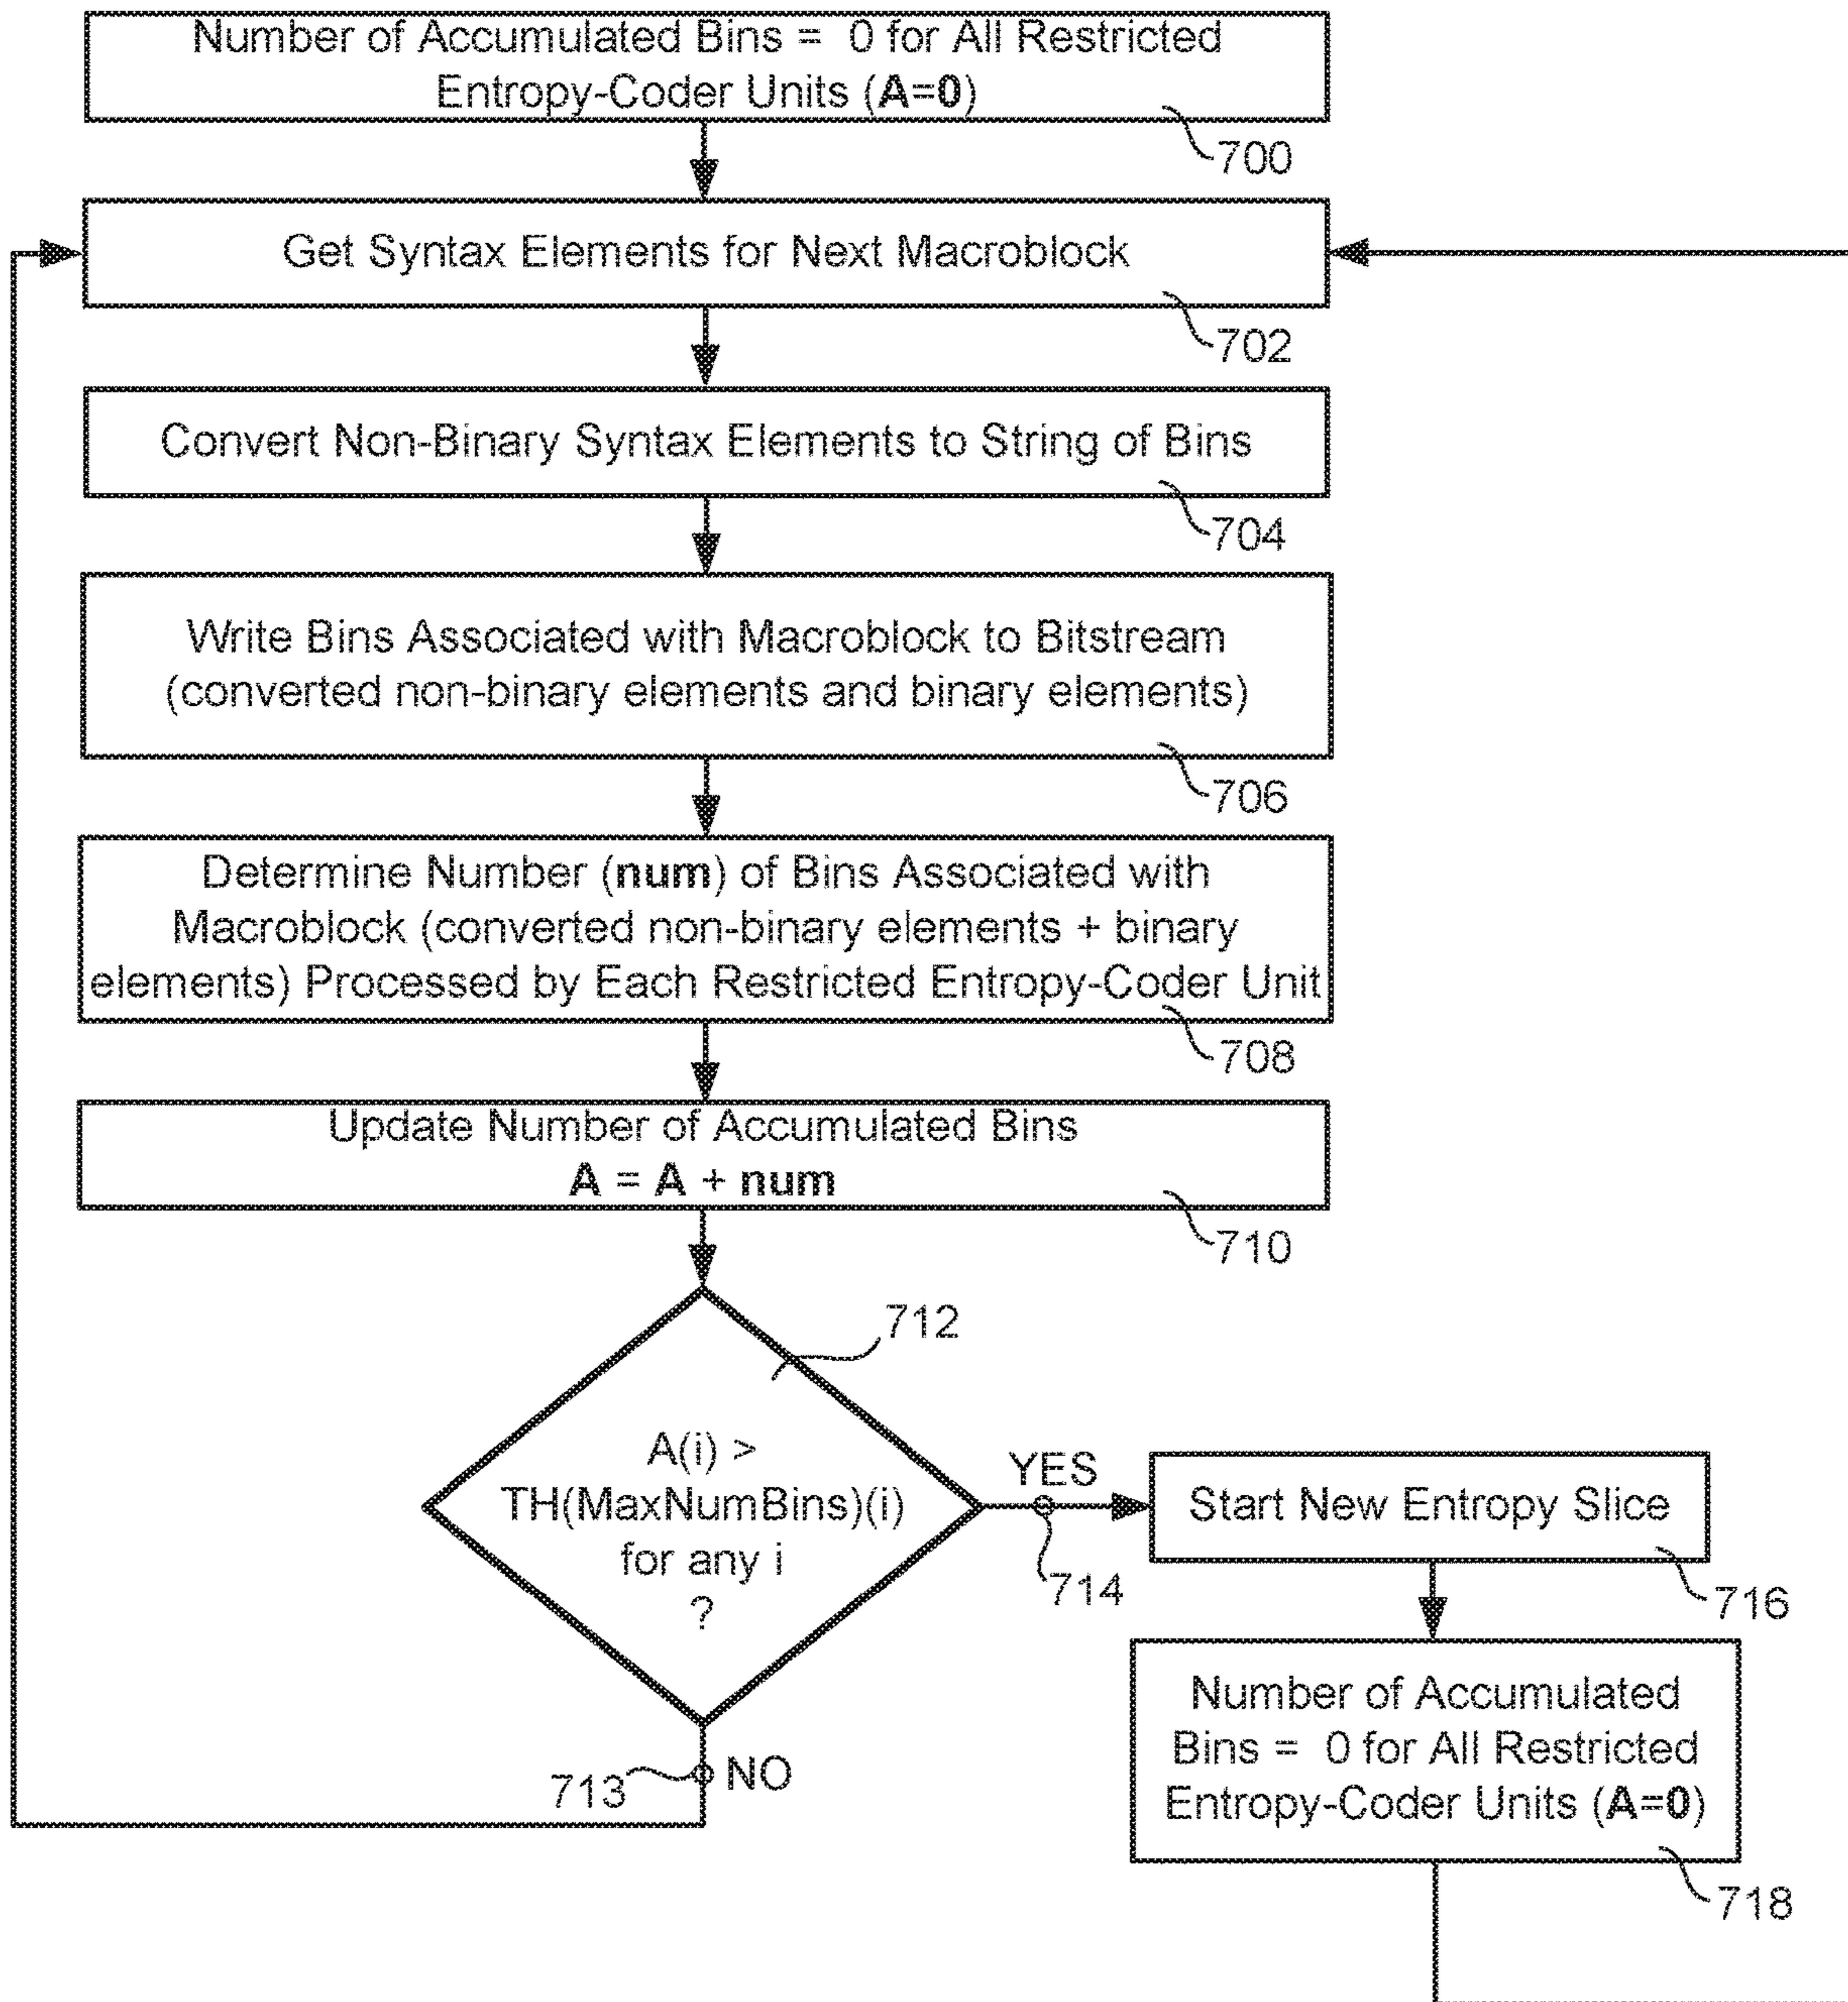 Number of Accumulated Bins = 0 for All Restricted
Entropy-Coder Units (A=0)
700
Get Syntax Elements for Next Macroblock
702
Convert Non-Binary Syntax Elements to String of Bins
704
Write Bins Associated with Macroblock to Bitstream
(converted non-binary elements and binary elements)
706
Determine Number (num) of Bins Associated with
Macroblock (converted non-binary elements + binary
elements) Processed by Each Restricted Entropy-Coder Unit
708
Update Number of Accumulated Bins
A = A + num
710
712
A(i) >
TH(MaxNumBins)(i)
for any i
?
YES
714
713
NO
Start New Entropy Slice
716
Number of Accumulated
Bins = 0 for All Restricted
Entropy-Coder Units (A=0)
718